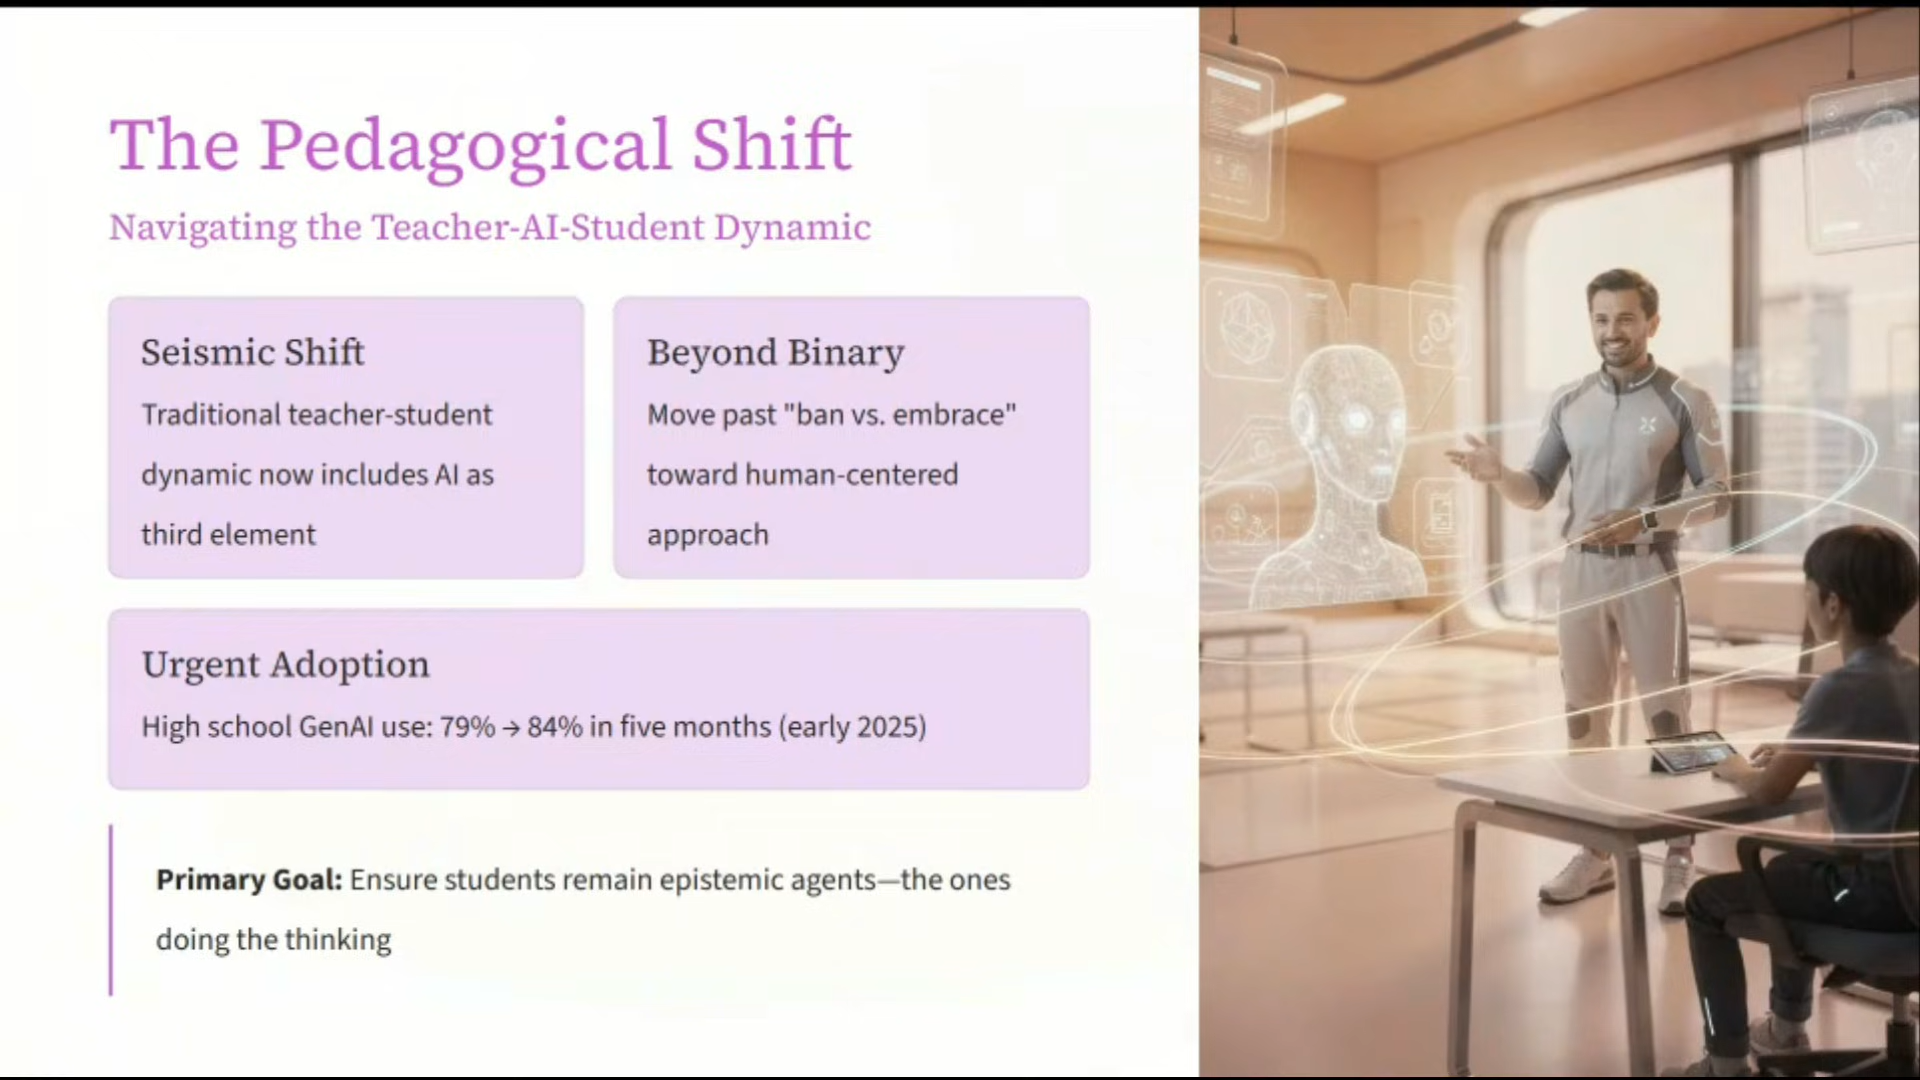 The Pedagogical Shift
Navigating the Teacher-AI-Student Dynamic
Seismic Shift
Traditional teacher-student
dynamic now includes AI as
third element
Beyond Binary
Move past "ban vs. embrace"
toward human-centered
approach
Urgent Adoption
High school GenAI use: 79% → 84% in five months (early 2025)
Primary Goal: Ensure students remain epistemic agents—the ones
doing the thinking